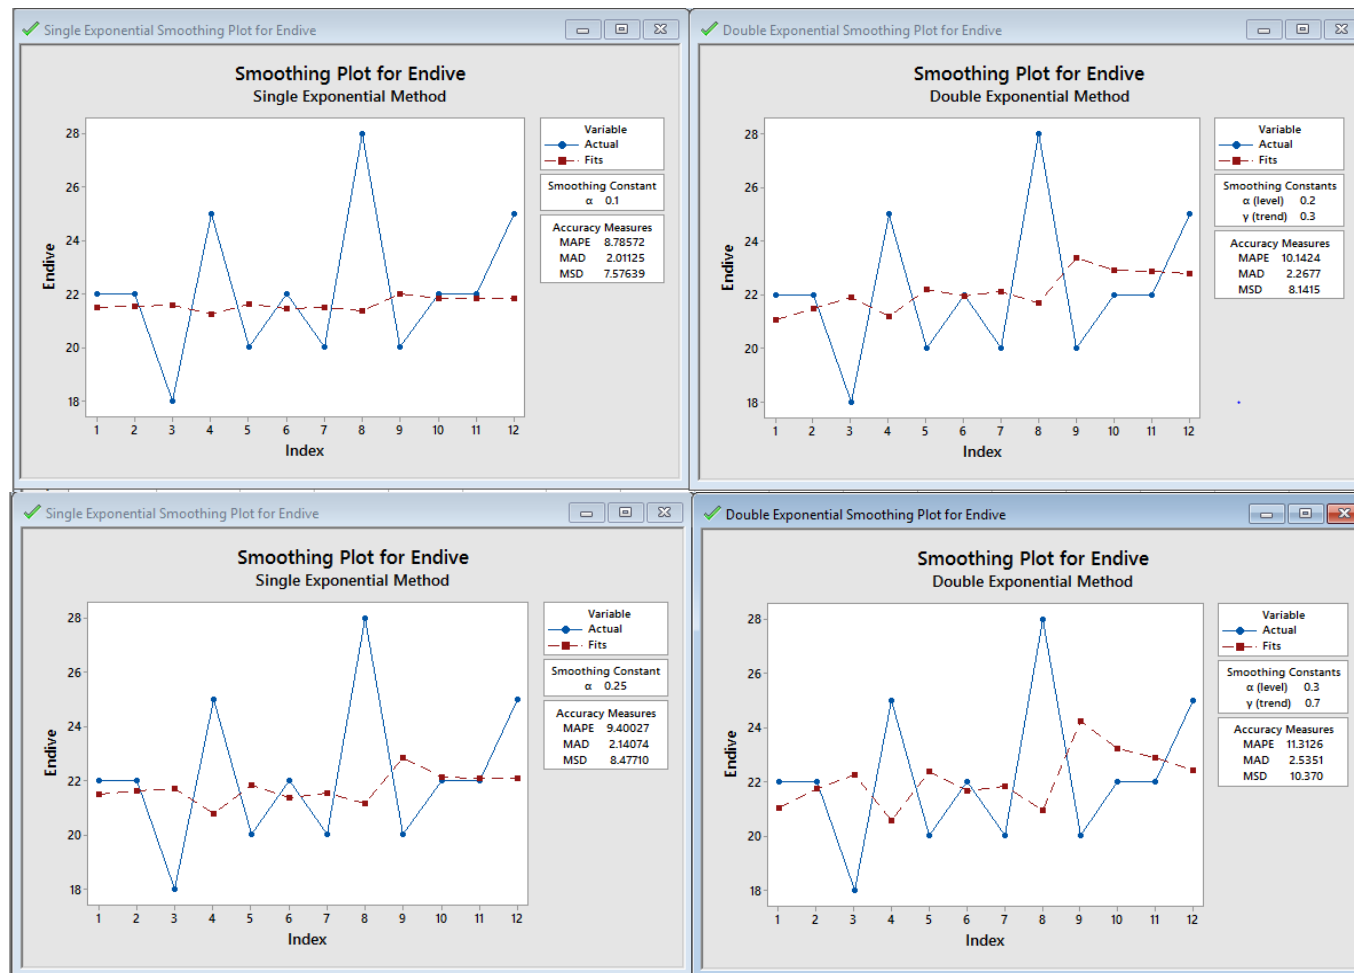 Single Exponential Smoothing Plot for Endive
Smoothing Plot for Endive
Single Exponential Method
Endive
28
26
24
22
20
18
1 2 3 4 5 6 7 8 9 10 11 12
Index
Variable
Actual
Fits
Smoothing Constant
α 0.1
Accuracy Measures
MAPE 8.78572
MAD 2.01125
MSD 7.57639
Double Exponential Smoothing Plot for Endive
Smoothing Plot for Endive
Double Exponential Method
Endive
28
26
24
22
20
18
1 2 3 4 5 6 7 8 9 10 11 12
Index
Variable
Actual
Fits
Smoothing Constants
α (level) 0.2
γ (trend) 0.3
Accuracy Measures
MAPE 10.1424
MAD 2.2677
MSD 8.1415
Single Exponential Smoothing Plot for Endive
Smoothing Plot for Endive
Single Exponential Method
Endive
28
26
24
22
20
18
1 2 3 4 5 6 7 8 9 10 11 12
Index
Variable
Actual
Fits
Smoothing Constant
α 0.25
Accuracy Measures
MAPE 9.40027
MAD 2.14074
MSD 8.47710
Double Exponential Smoothing Plot for Endive
Smoothing Plot for Endive
Double Exponential Method
Endive
28
26
24
22
20
18
1 2 3 4 5 6 7 8 9 10 11 12
Index
Variable
Actual
Fits
Smoothing Constants
α (level) 0.3
γ (trend) 0.7
Accuracy Measures
MAPE 11.3126
MAD 2.5351
MSD 10.370